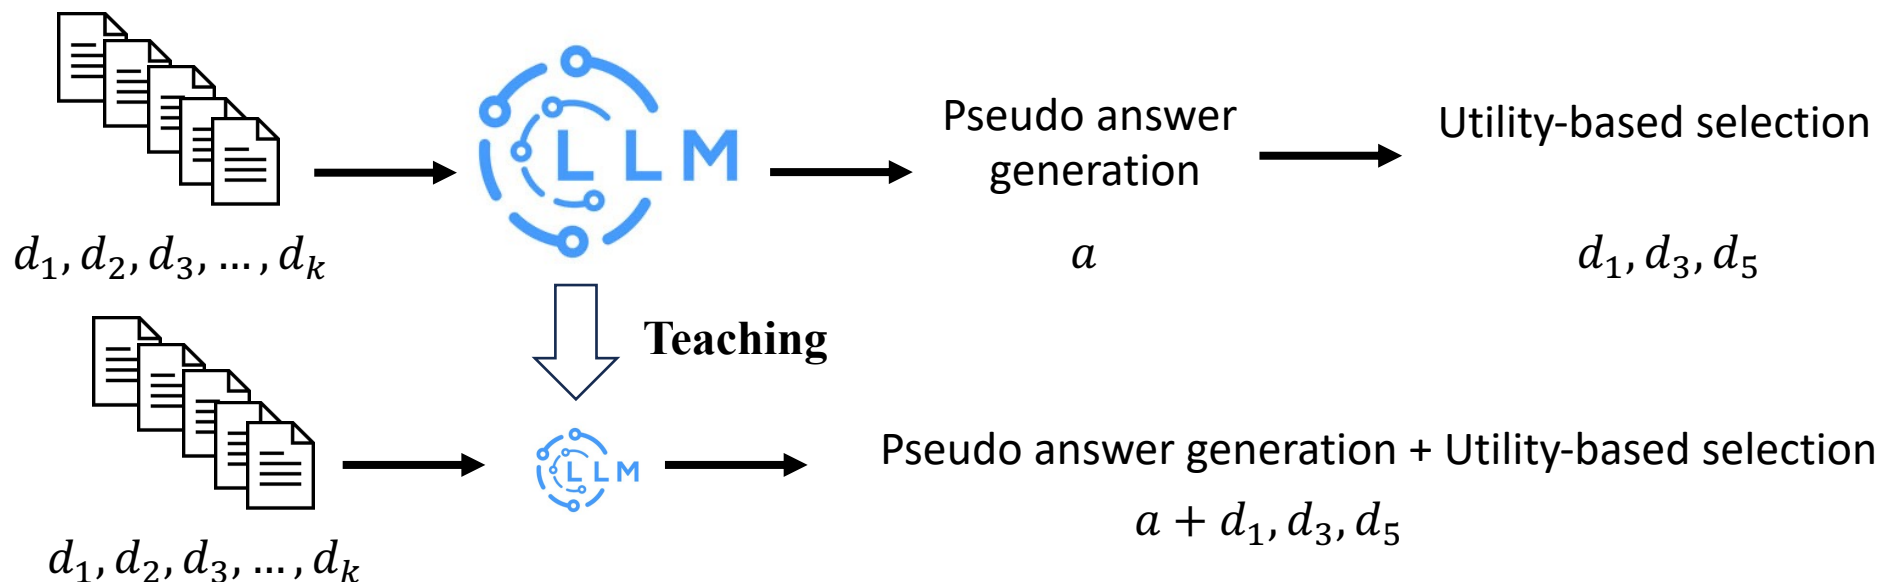 LLM
Pseudo answer
generation
Utility-based selection
d₁, d₂, d₃, ..., dₖ
a
d₁, d₃, d₅
Teaching
LLM
Pseudo answer generation + Utility-based selection
a + d₁, d₃, d₅
d₁, d₂, d₃, ..., dₖ